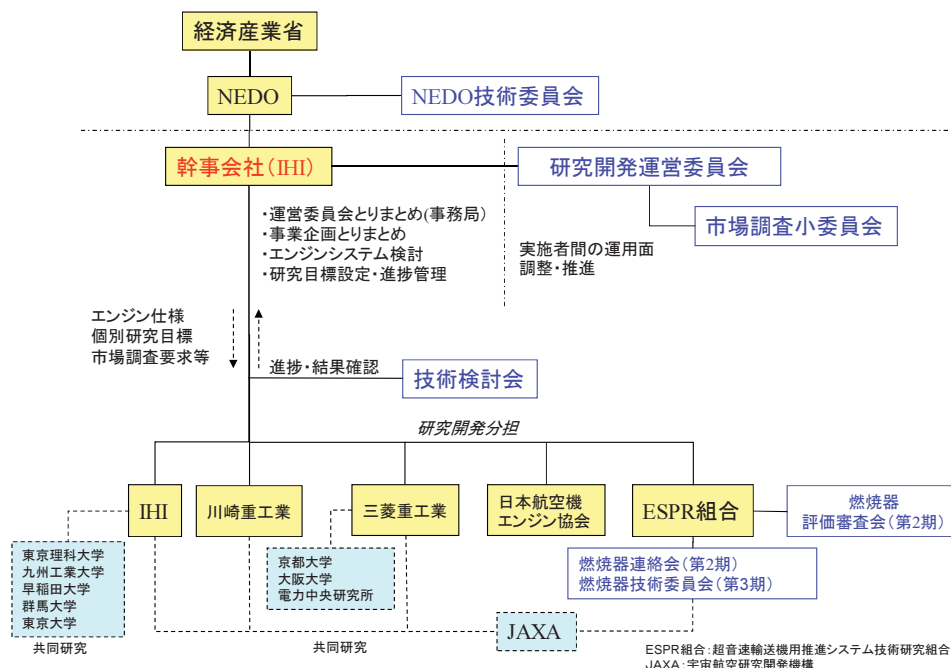 経済産業省
NEDO
NEDO技術委員会
幹事会社(IHI)
研究開発運営委員会
市場調査小委員会
・運営委員会とりまとめ(事務局)
・事業企画とりまとめ
・エンジンシステム検討
・研究目標設定・進捗管理
実施者間の運用面
調整・推進
エンジン仕様
個別研究目標
市場調査要求等
進捗・結果確認
技術検討会
研究開発分担
IHI
川崎重工業
三菱重工業
日本航空機
エンジン協会
ESPR組合
燃焼器
評価審査会(第2期)
東京理科大学
九州工業大学
早稲田大学
群馬大学
東京大学
京都大学
大阪大学
電力中央研究所
燃焼器連絡会(第2期)
燃焼器技術委員会(第3期)
JAXA
共同研究
共同研究
ESPR組合:超音速輸送機用推進システム技術研究組合
JAXA:宇宙航空研究開発機構